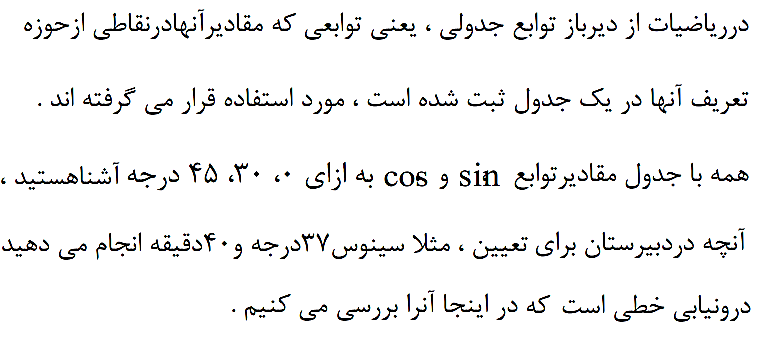 درریاضیات از دیرباز توابع جدولی ، یعنی توابعی که مقادیرآنهادرنقاطی ازحوزه
تعریف آنها در یک جدول ثبت شده است ، مورد استفاده قرار می گرفته اند .
همه با جدول مقادیرتوابع sin و cos به ازای ۰، ۳۰، ۴۵ درجه آشناهستید ،
آنچه دردبیرستان برای تعیین ، مثلا سینوس۳۷درجه و۴۰دقیقه انجام می دهید
درونیابی خطی است که در اینجا آنرا بررسی می کنیم .